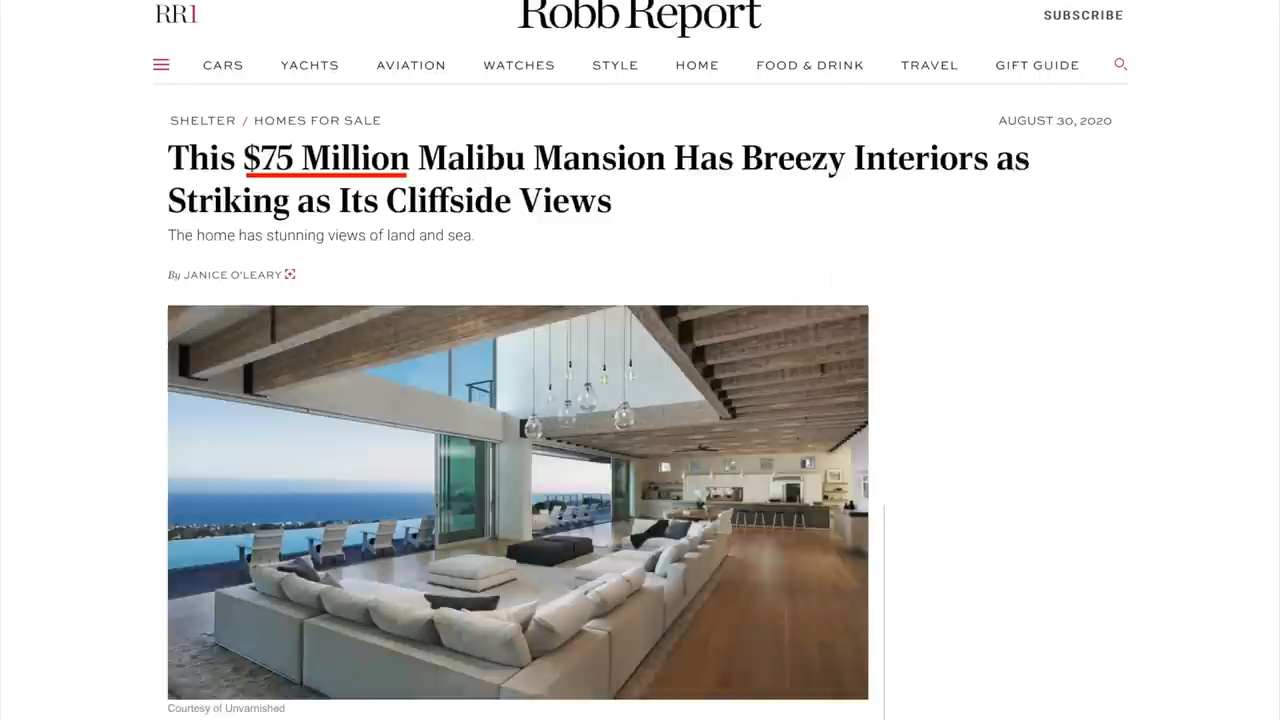 RR1
Robb Report
SUBSCRIBE
CARS YACHTS AVIATION WATCHES STYLE HOME FOOD & DRINK TRAVEL GIFT GUIDE
SHELTER / HOMES FOR SALE
AUGUST 30, 2020
This $75 Million Malibu Mansion Has Breezy Interiors as
Striking as Its Cliffside Views
The home has stunning views of land and sea.
By JANICE O'LEARY
Courtesy of Unvarnished